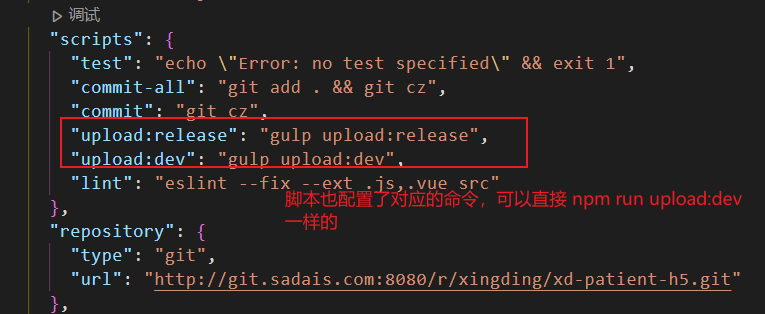 调试
"scripts": {
"test": "echo \"Error: no test specified\" && exit 1",
"commit-all": "git add . && git cz",
"commit": "git cz",
"upload:release": "gulp upload:release",
"upload:dev": "gulp upload:dev",
"lint": "eslint --fix --ext .js,.vue src"
脚本也配置了对应的命令，可以直接 npm run upload:dev
一样的
},
"repository": {
"type": "git",
"url": "http://git.sadais.com:8080/r/xingding/xd-patient-h5.git"
},